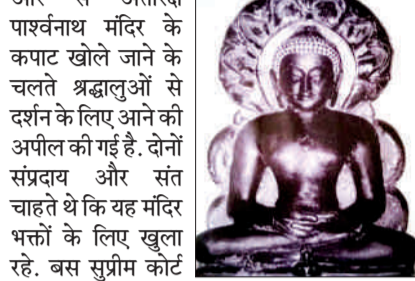 पार्श्वनाथ मंदिर के
कपाट खोले जाने के
चलते श्रद्धालुओं से
दर्शन के लिए आने की
अपील की गई है. दोनों
संप्रदाय और संत
चाहते थे कि यह मंदिर
भक्तों के लिए खुला
रहे. बस सुप्रीम कोर्ट